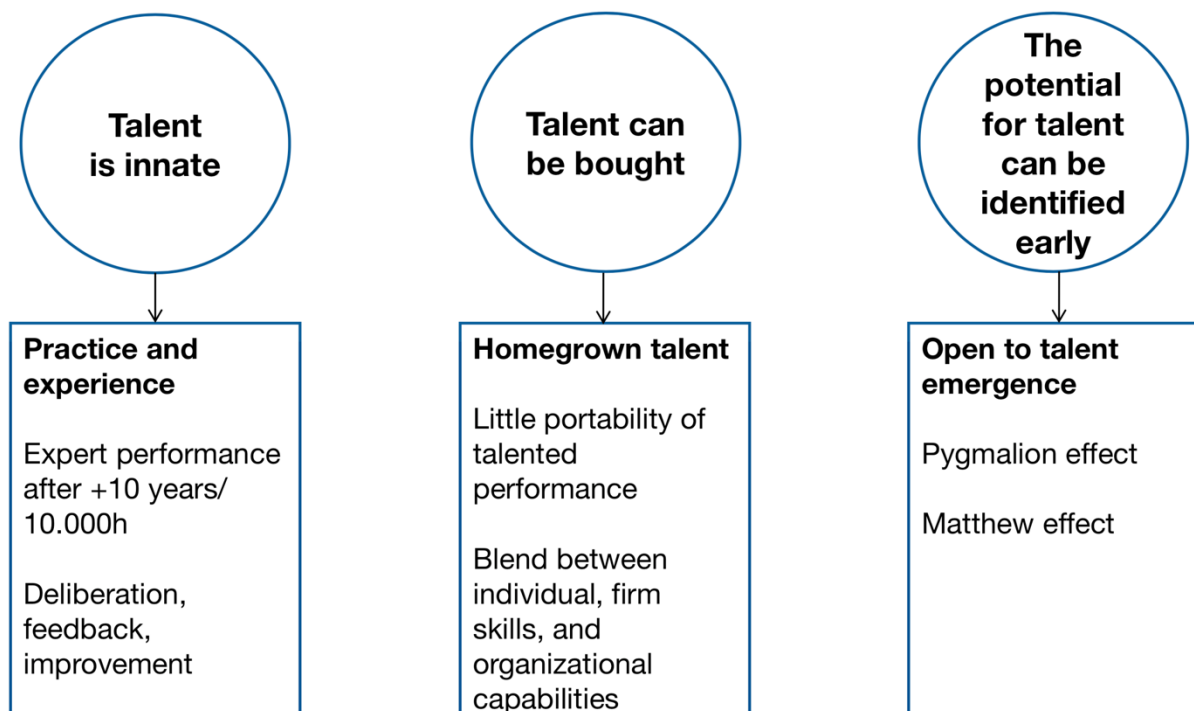 Talent
is innate
Practice and
experience
Expert performance
after +10 years/
10.000h
Deliberation,
feedback,
improvement
Talent can
be bought
Homegrown talent
Little portability of
talented
performance
Blend between
individual, firm
skills, and
organizational
capabilities
The
potential
for talent
can be
identified
early
Open to talent
emergence
Pygmalion effect
Matthew effect